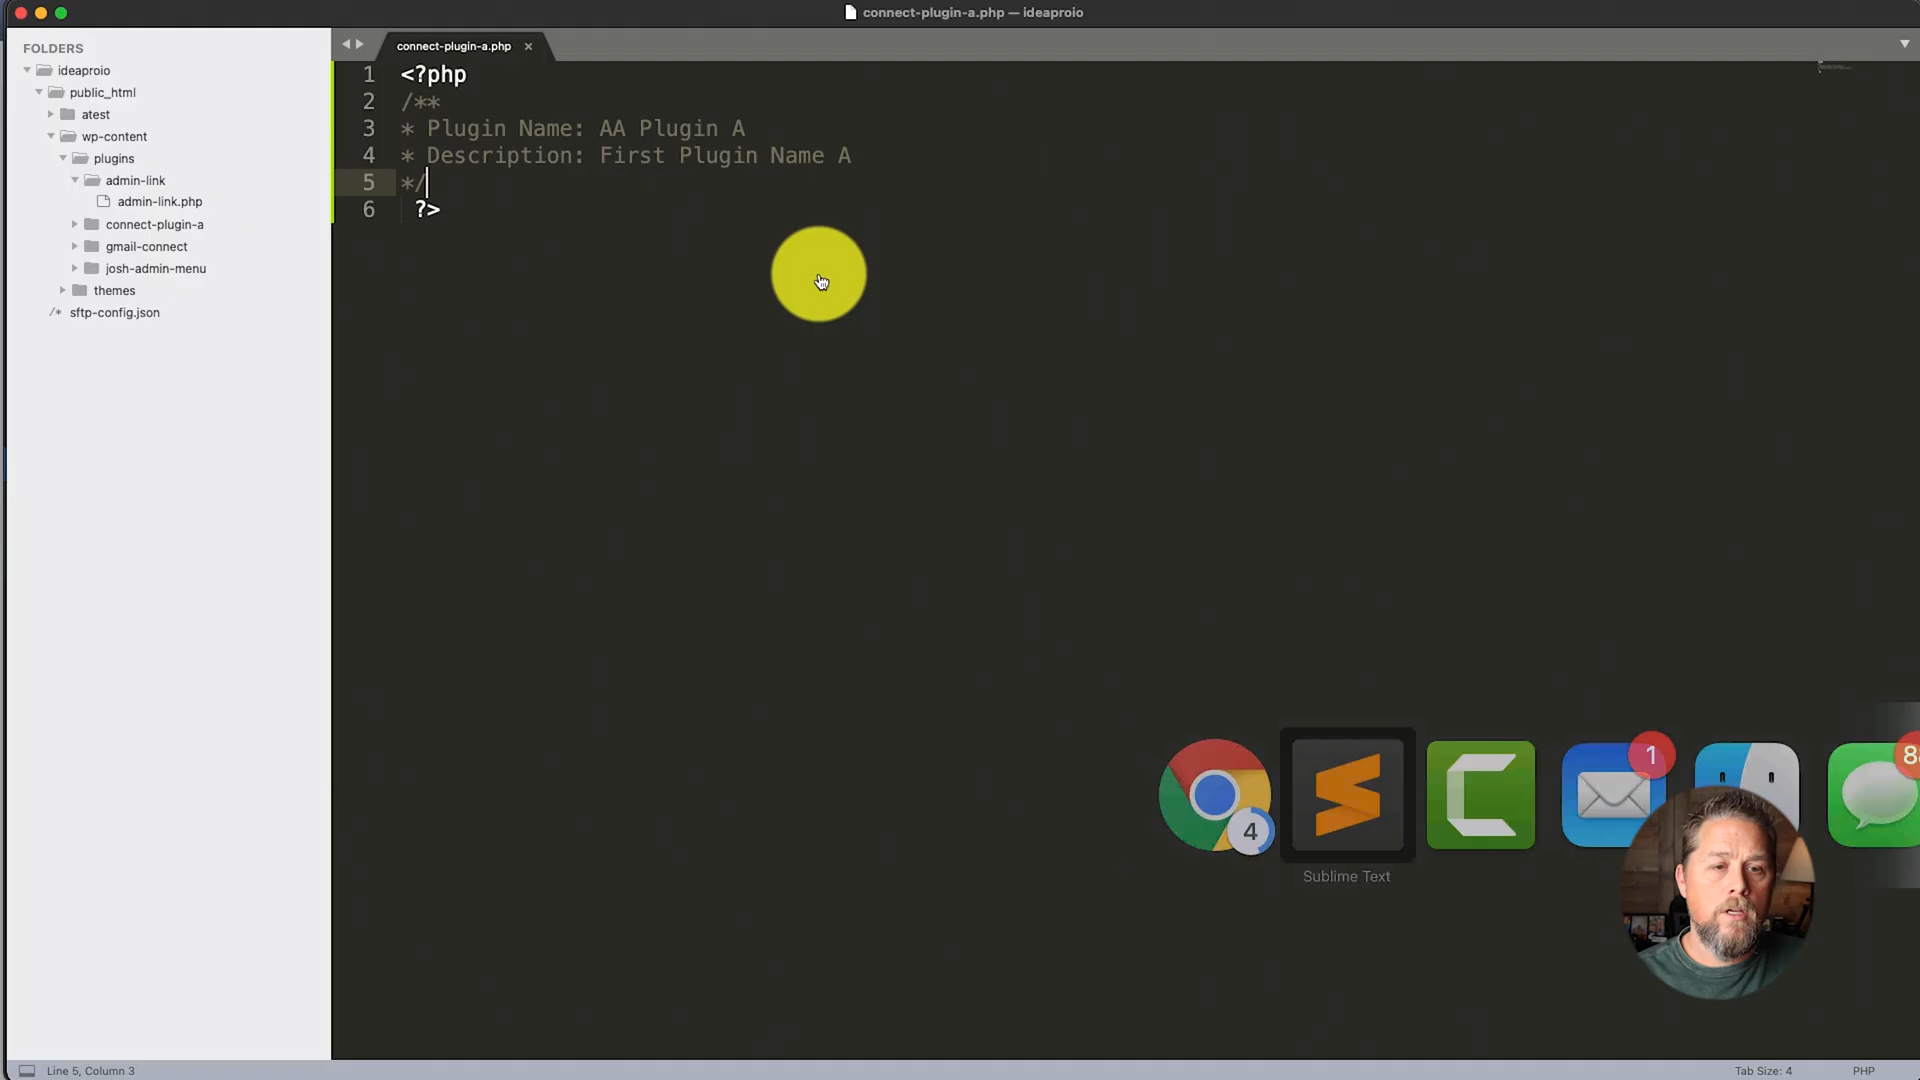 connect-plugin-a.php — ideaproio
FOLDERS
ideaproio
public_html
atest
wp-content
plugins
admin-link
admin-link.php
connect-plugin-a
gmail-connect
josh-admin-menu
themes
/* sftp-config.json
connect-plugin-a.php ×
1 <?php
2 /**
3 * Plugin Name: AA Plugin A
4 * Description: First Plugin Name A
5 */
6 ?>
4
1
8
Sublime Text
Line 5, Column 3
Tab Size: 4
PHP